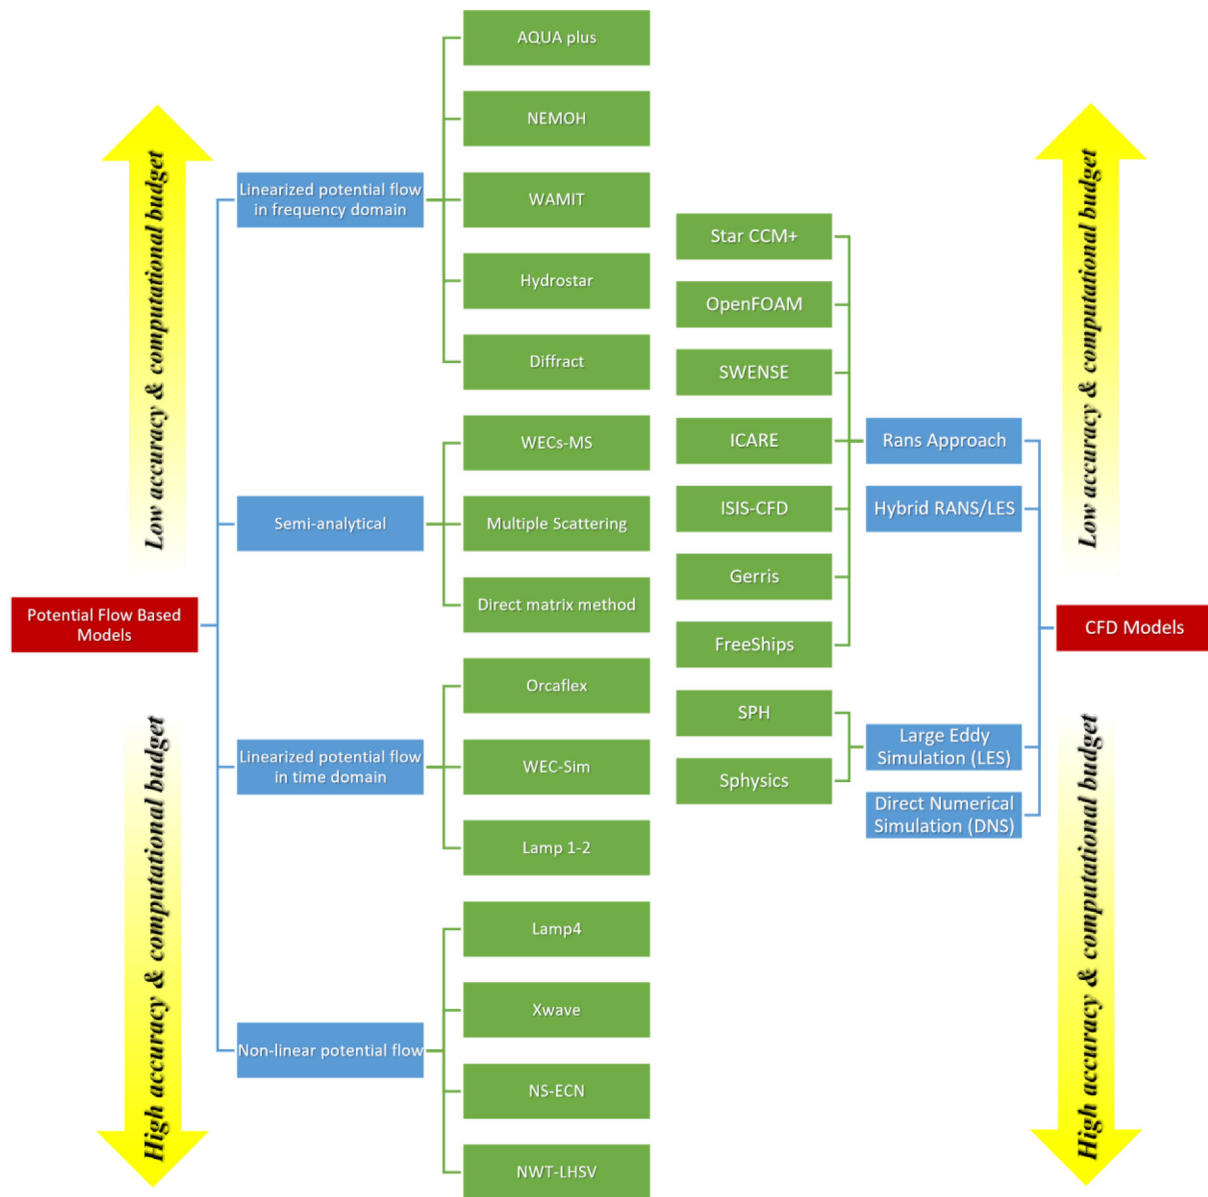 AQUA plus
NEMOH
WAMIT
Hydrostar
Diffract
WECs-MS
Multiple Scattering
Direct matrix method
Orcaflex
WEC-Sim
Lamp 1-2
Lamp4
Xwave
NS-ECN
NWT-LHSV
Linearized potential flow
in frequency domain
Semi-analytical
Linearized potential flow
in time domain
Non-linear potential flow
Potential Flow Based
Models
Low accuracy & computational budget
High accuracy & computational budget
Star CCM+
OpenFOAM
SWENSE
ICARE
ISIS-CFD
Gerris
FreeShips
SPH
Sphysics
Rans Approach
Hybrid RANS/LES
Large Eddy
Simulation (LES)
Direct Numerical
Simulation (DNS)
CFD Models
Low accuracy & computational budget
High accuracy & computational budget